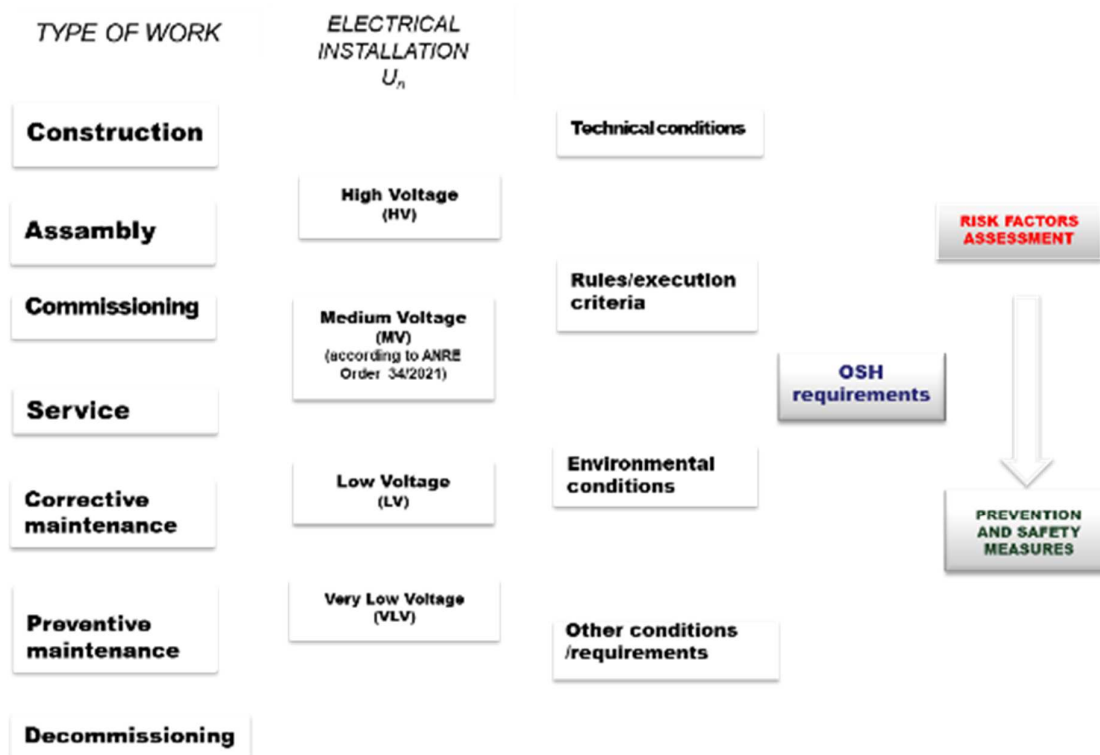 TYPE OF WORK
ELECTRICAL
INSTALLATION
Un
Construction
Assambly
Commissioning
Service
Corrective
maintenance
Preventive
maintenance
Decommissioning
High Voltage
(HV)
Medium Voltage
(MV)
(according to ANRE
Order 34/2021)
Low Voltage
(LV)
Very Low Voltage
(VLV)
Technical conditions
Rules/execution
criteria
Environmental
conditions
Other conditions
/requirements
OSH
requirements
RISK FACTORS
ASSESSMENT
PREVENTION
AND SAFETY
MEASURES